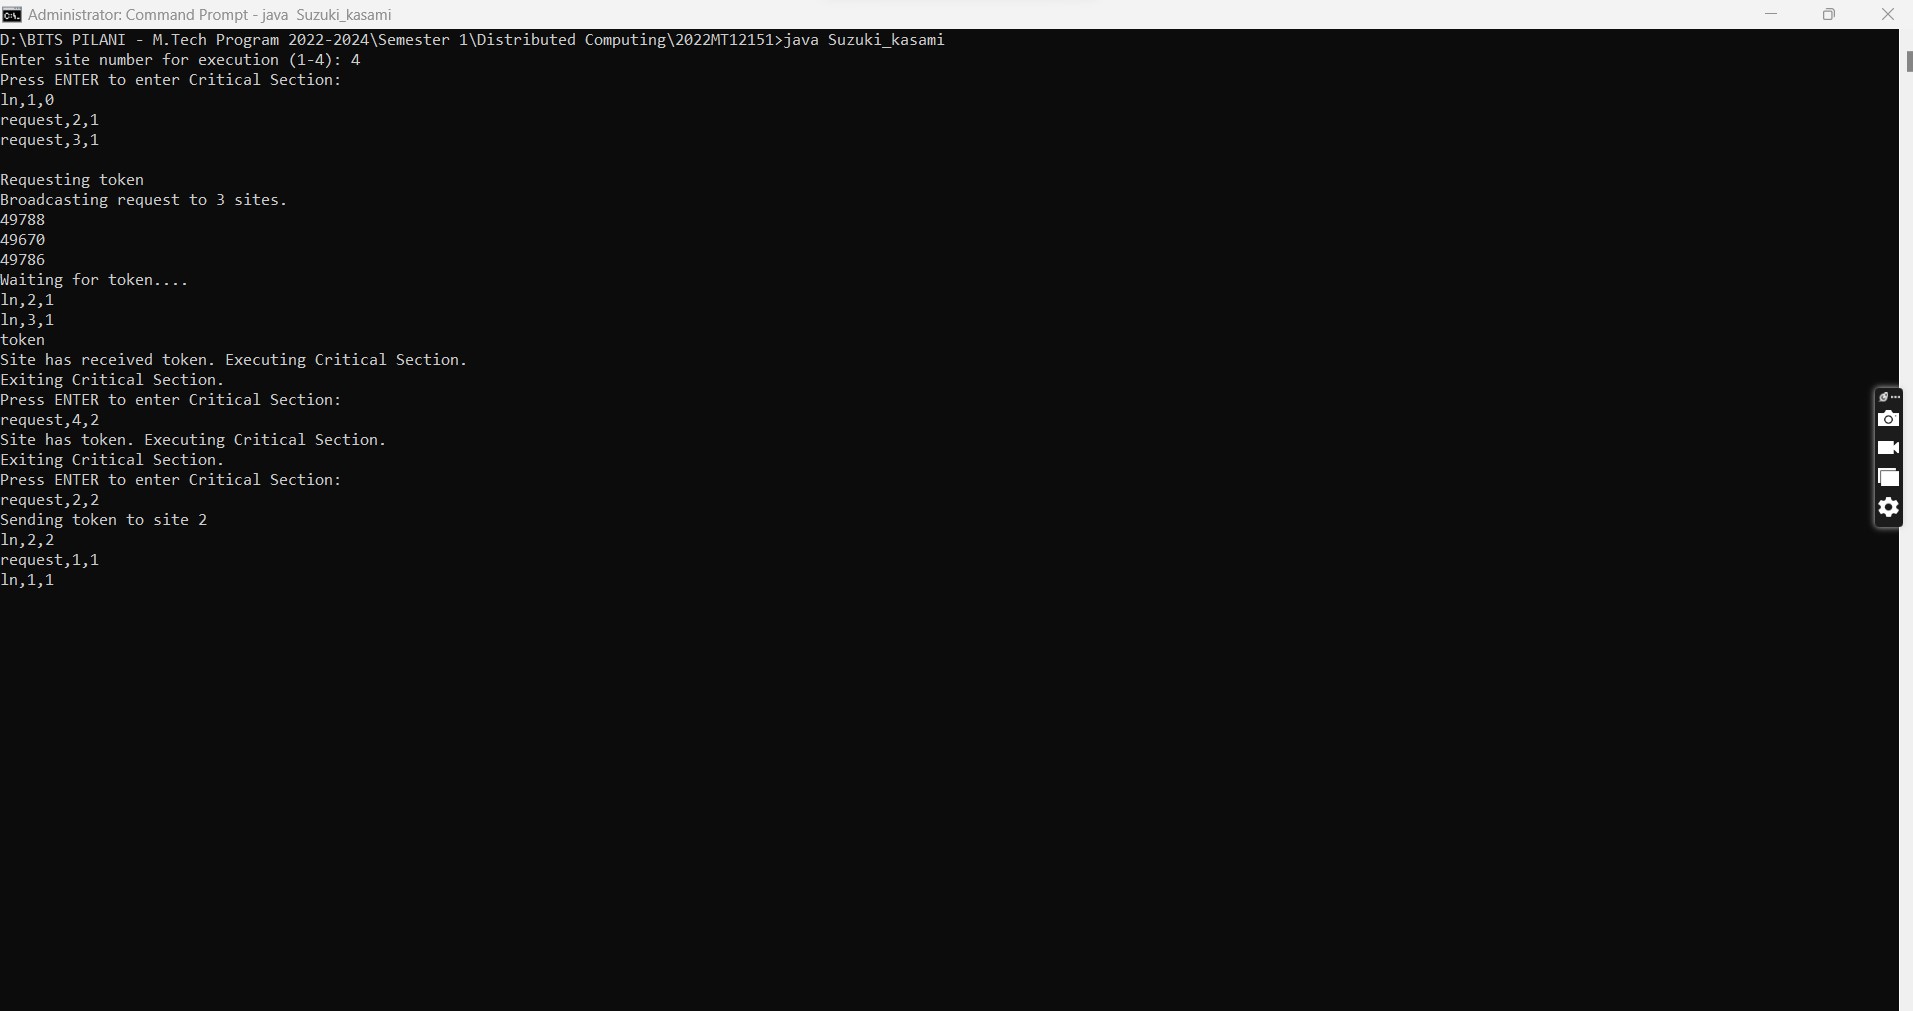 Administrator: Command Prompt - java  Suzuki_kasami
D:\BITS PILANI - M.Tech Program 2022-2024\Semester 1\Distributed Computing\2022MT12151>java Suzuki_kasami
Enter site number for execution (1-4): 4
Press ENTER to enter Critical Section:
ln,1,0
request,2,1
request,3,1
Requesting token
Broadcasting request to 3 sites.
49788
49670
49786
Waiting for token....
ln,2,1
ln,3,1
token
Site has received token. Executing Critical Section.
Exiting Critical Section.
Press ENTER to enter Critical Section:
request,4,2
Site has token. Executing Critical Section.
Exiting Critical Section.
Press ENTER to enter Critical Section:
request,2,2
Sending token to site 2
ln,2,2
request,1,1
ln,1,1